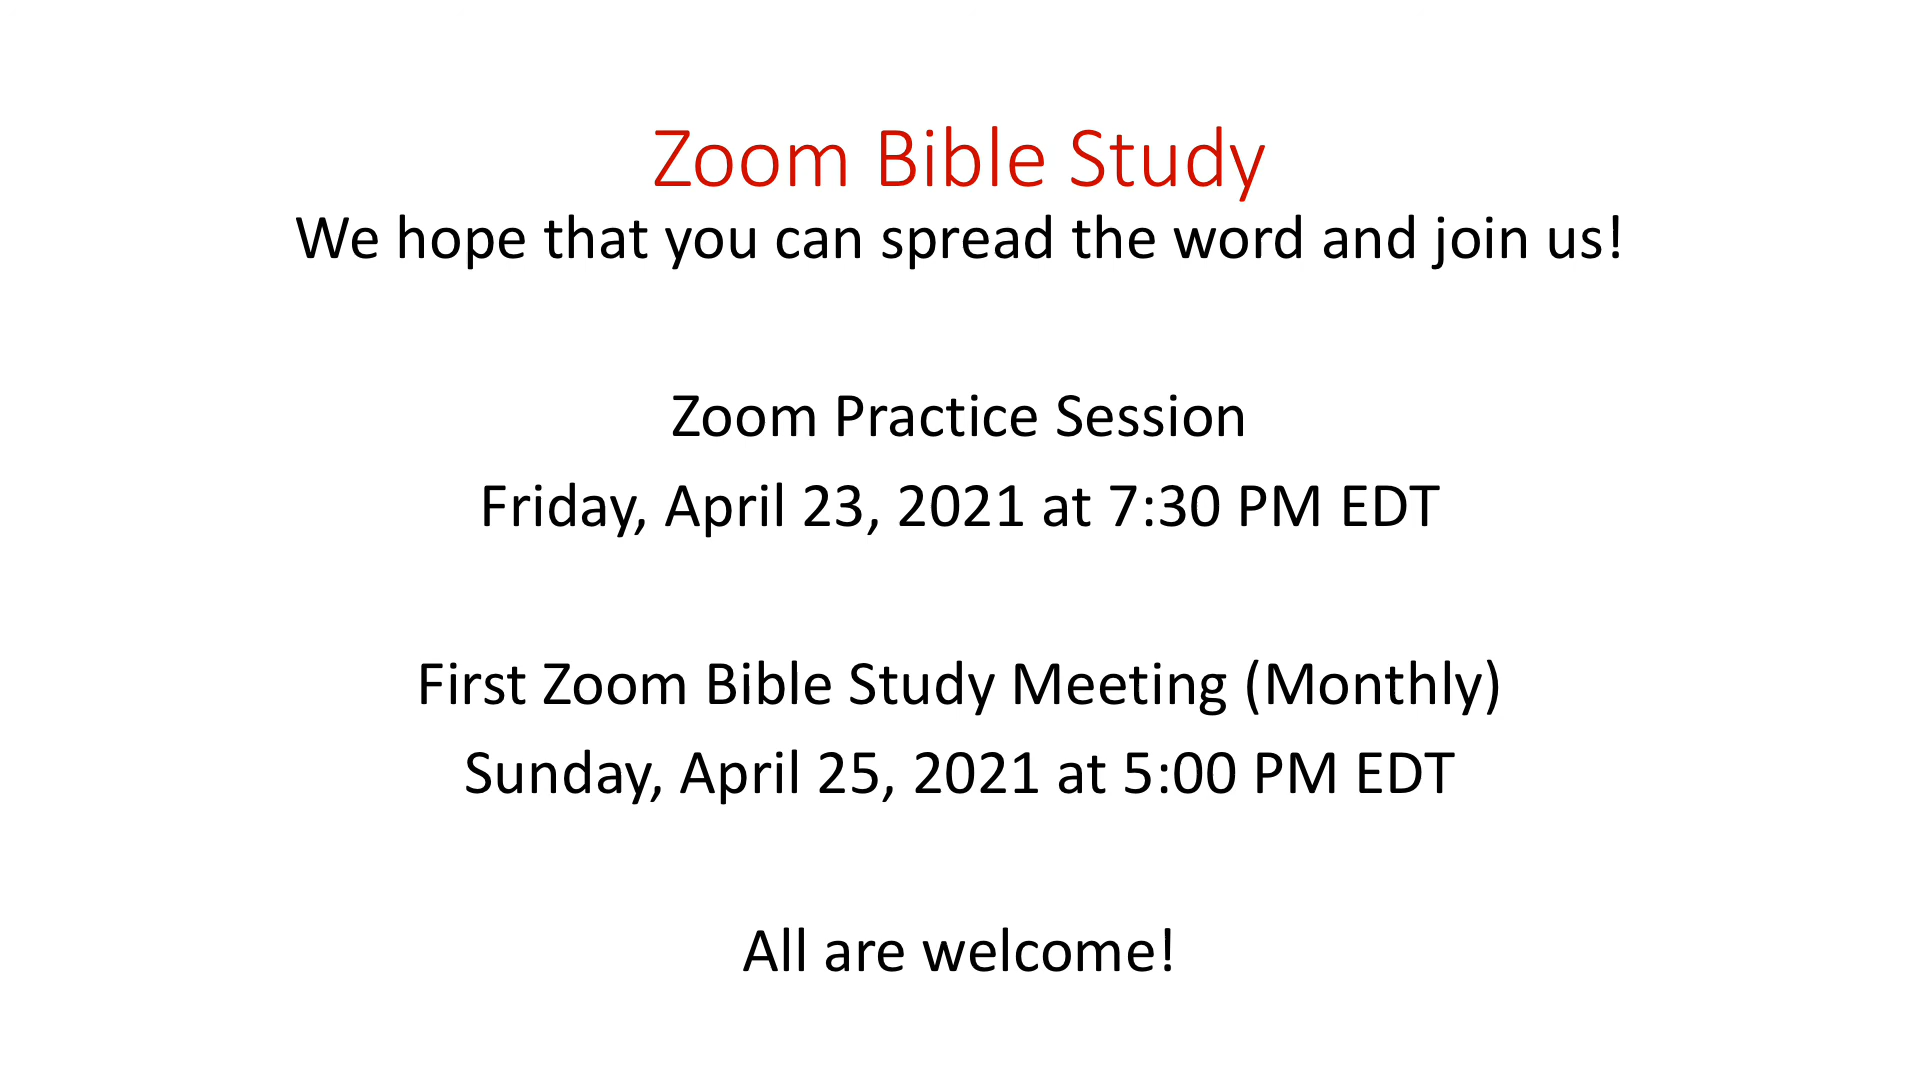 Zoom Bible Study
We hope that you can spread the word and join us!
Zoom Practice Session
Friday, April 23, 2021 at 7:30 PM EDT
First Zoom Bible Study Meeting (Monthly)
Sunday, April 25, 2021 at 5:00 PM EDT
All are welcome!